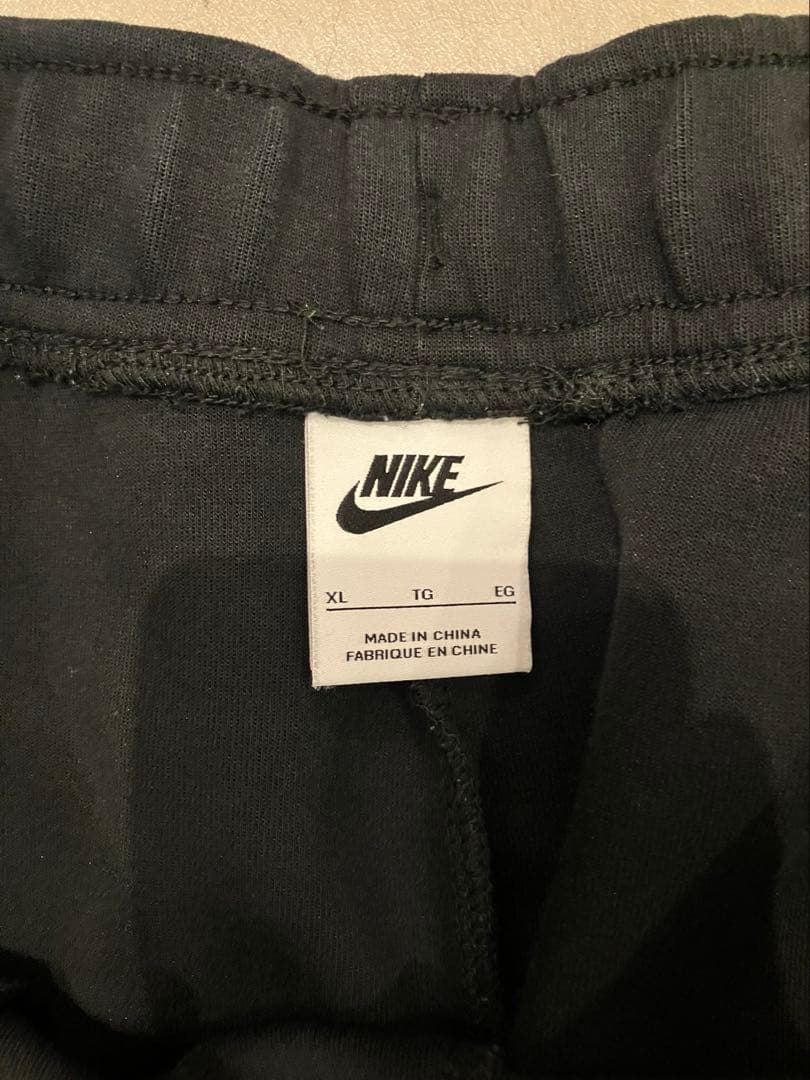 NIKE
XL TG EG
MADE IN CHINA
FABRIQUE EN CHINE